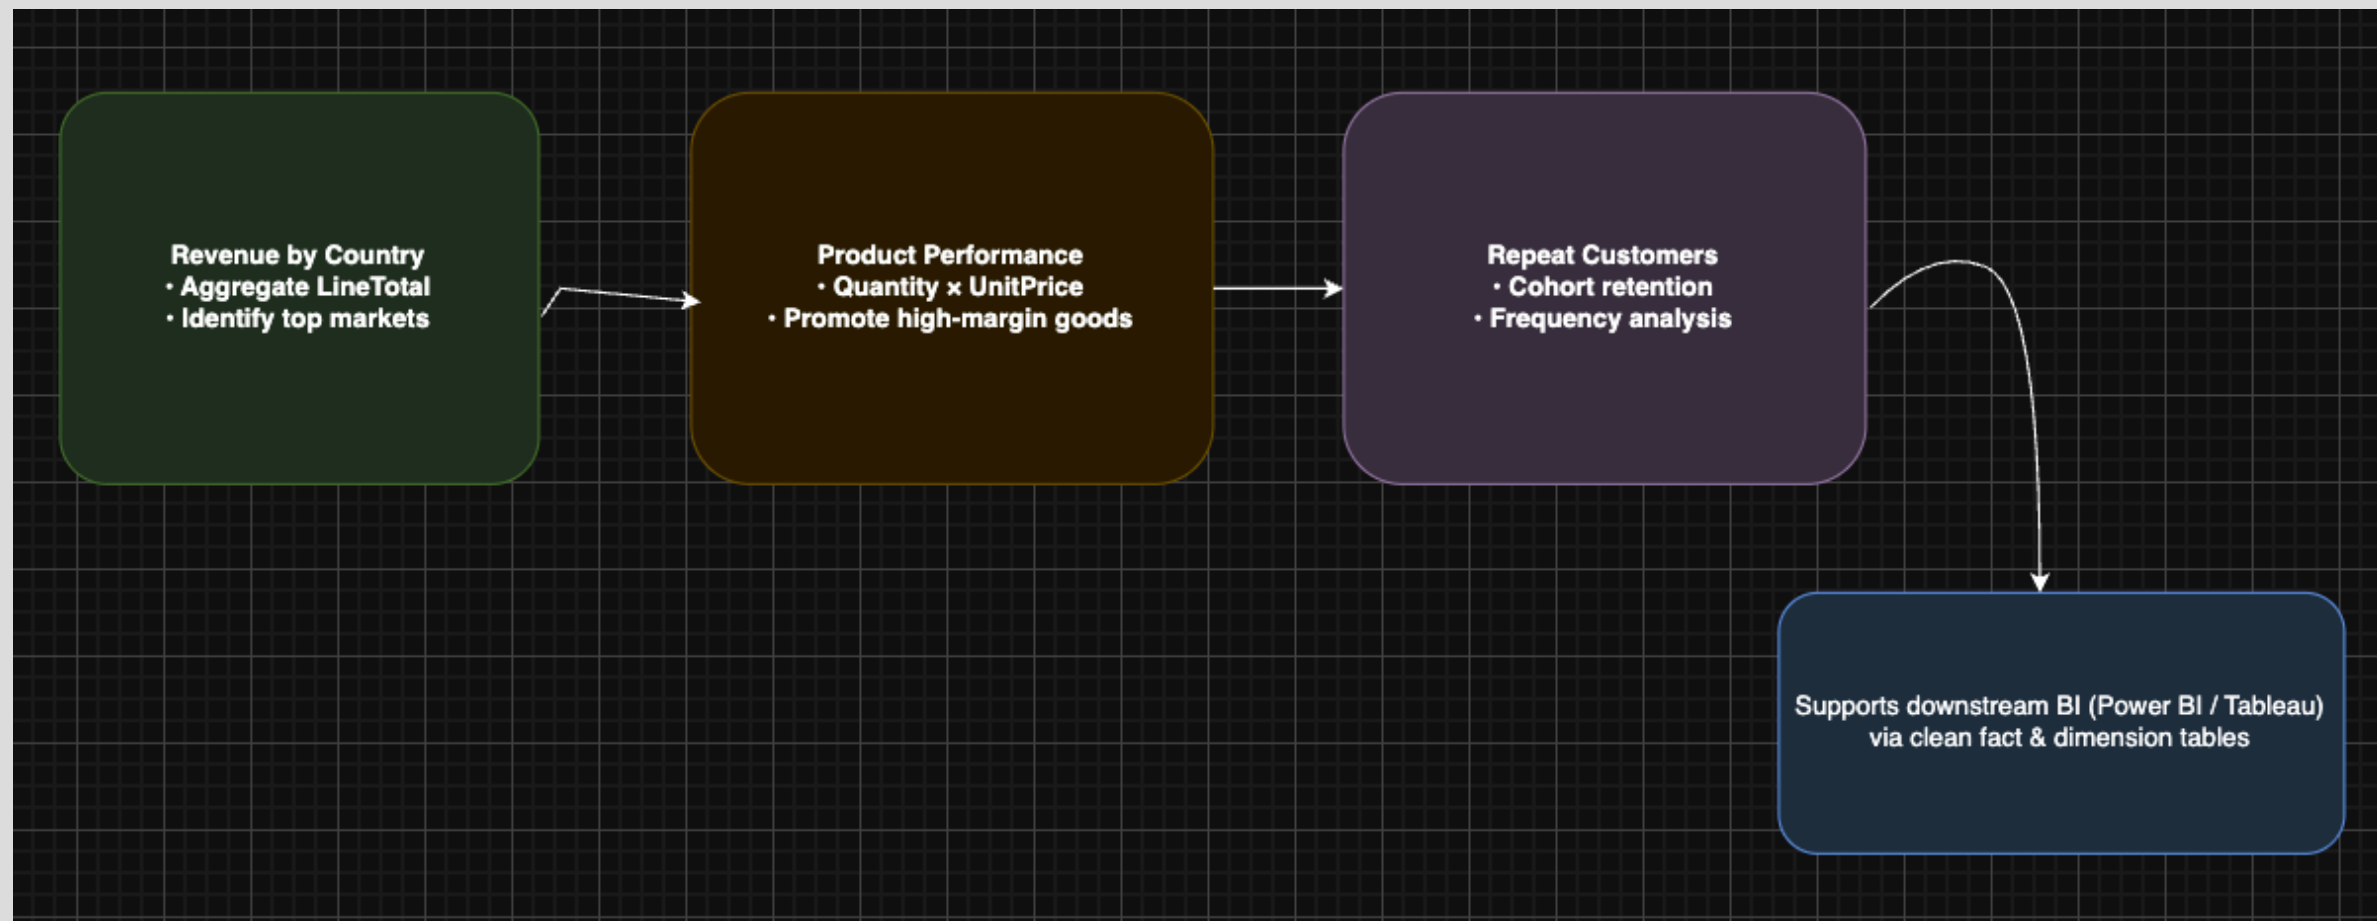 Revenue by Country
• Aggregate LineTotal
• Identify top markets
Product Performance
• Quantity × UnitPrice
• Promote high-margin goods
Repeat Customers
• Cohort retention
• Frequency analysis
Supports downstream BI (Power BI / Tableau)
via clean fact & dimension tables